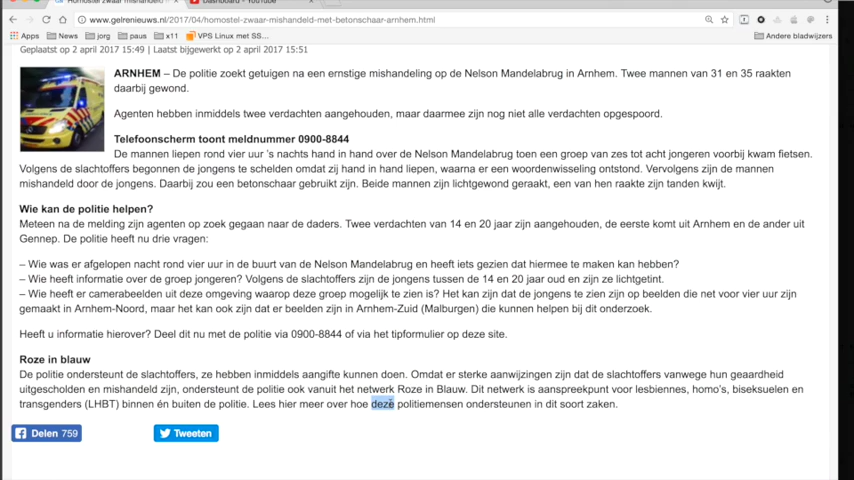 Homostel zwaar mishandeld
Dashboard - YouTube
www.gelrenieuws.nl/2017/04/homostel-zwaar-mishandeld-met-betonschaar-arnhem.html
Apps News jorg paus x11 VPS Linux met SS... Andere bladwijzers
Geplaatst op 2 april 2017 15:49 | Laatst bijgewerkt op 2 april 2017 15:51
ARNHEM – De politie zoekt getuigen na een ernstige mishandeling op de Nelson Mandelabrug in Arnhem. Twee mannen van 31 en 35 raakten
daarbij gewond.
Agenten hebben inmiddels twee verdachten aangehouden, maar daarmee zijn nog niet alle verdachten opgespoord.
Telefoonscherm toont meldnummer 0900-8844
De mannen liepen rond vier uur 's nachts hand in hand over de Nelson Mandelabrug toen een groep van zes tot acht jongeren voorbij kwam fietsen.
Volgens de slachtoffers begonnen de jongens te schelden omdat zij hand in hand liepen, waarna er een woordenwisseling ontstond. Vervolgens zijn de mannen
mishandeld door de jongens. Daarbij zou een betonschaar gebruikt zijn. Beide mannen zijn lichtgewond geraakt, een van hen raakte zijn tanden kwijt.
Wie kan de politie helpen?
Meteen na de melding zijn agenten op zoek gegaan naar de daders. Twee verdachten van 14 en 20 jaar zijn aangehouden, de eerste komt uit Arnhem en de ander uit
Gennep. De politie heeft nu drie vragen:
– Wie was er afgelopen nacht rond vier uur in de buurt van de Nelson Mandelabrug en heeft iets gezien dat hiermee te maken kan hebben?
– Wie heeft informatie over de groep jongeren? Volgens de slachtoffers zijn de jongens tussen de 14 en 20 jaar oud en zijn ze lichtgetint.
– Wie heeft er camerabeelden uit deze omgeving waarop deze groep mogelijk te zien is? Het kan zijn dat de jongens te zien zijn op beelden die net voor vier uur zijn
gemaakt in Arnhem-Noord, maar het kan ook zijn dat er beelden zijn in Arnhem-Zuid (Malburgen) die kunnen helpen bij dit onderzoek.
Heeft u informatie hierover? Deel dit nu met de politie via 0900-8844 of via het tipformulier op deze site.
Roze in blauw
De politie ondersteunt de slachtoffers, ze hebben inmiddels aangifte kunnen doen. Omdat er sterke aanwijzingen zijn dat de slachtoffers vanwege hun geaardheid
uitgescholden en mishandeld zijn, ondersteunt de politie ook vanuit het netwerk Roze in Blauw. Dit netwerk is aanspreekpunt voor lesbiennes, homo's, biseksuelen en
transgenders (LHBT) binnen én buiten de politie. Lees hier meer over hoe deze politiemensen ondersteunen in dit soort zaken.
Delen 759 Tweeten